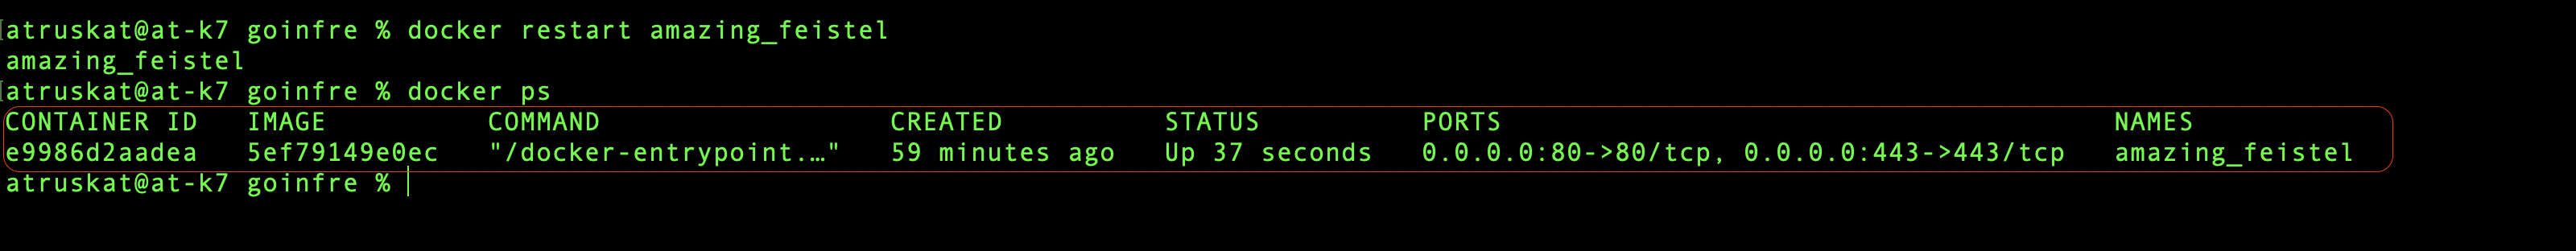 atruskat@at-k7 goinfre % docker restart amazing_feistel
amazing_feistel
atruskat@at-k7 goinfre % docker ps
CONTAINER ID   IMAGE          COMMAND                  CREATED          STATUS          PORTS                                      NAMES
e9986d2aadea   5ef79149e0ec   "/docker-entrypoint.…"   59 minutes ago   Up 37 seconds   0.0.0.0:80->80/tcp, 0.0.0.0:443->443/tcp   amazing_feistel
atruskat@at-k7 goinfre %